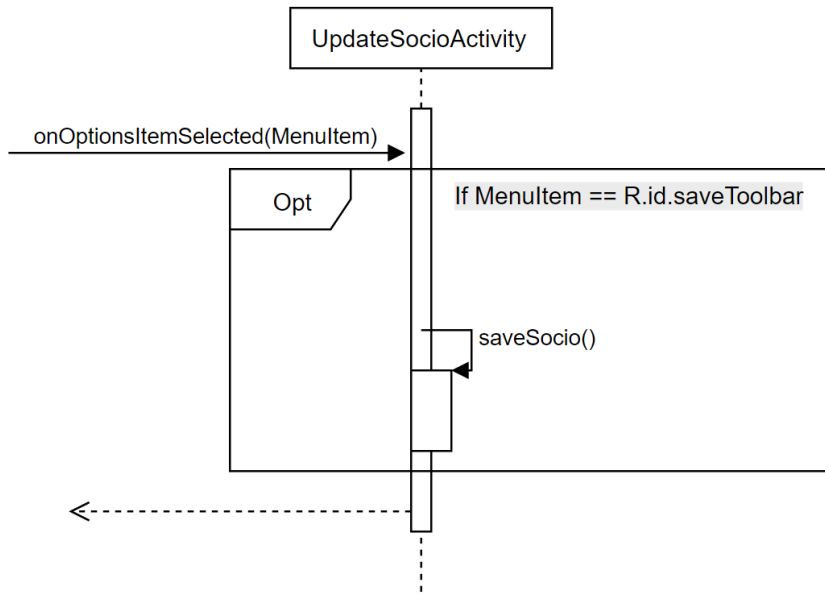 UpdateSocioActivity
onOptionsItemSelected(MenuItem)
Opt
If MenuItem == R.id.saveToolbar
saveSocio()